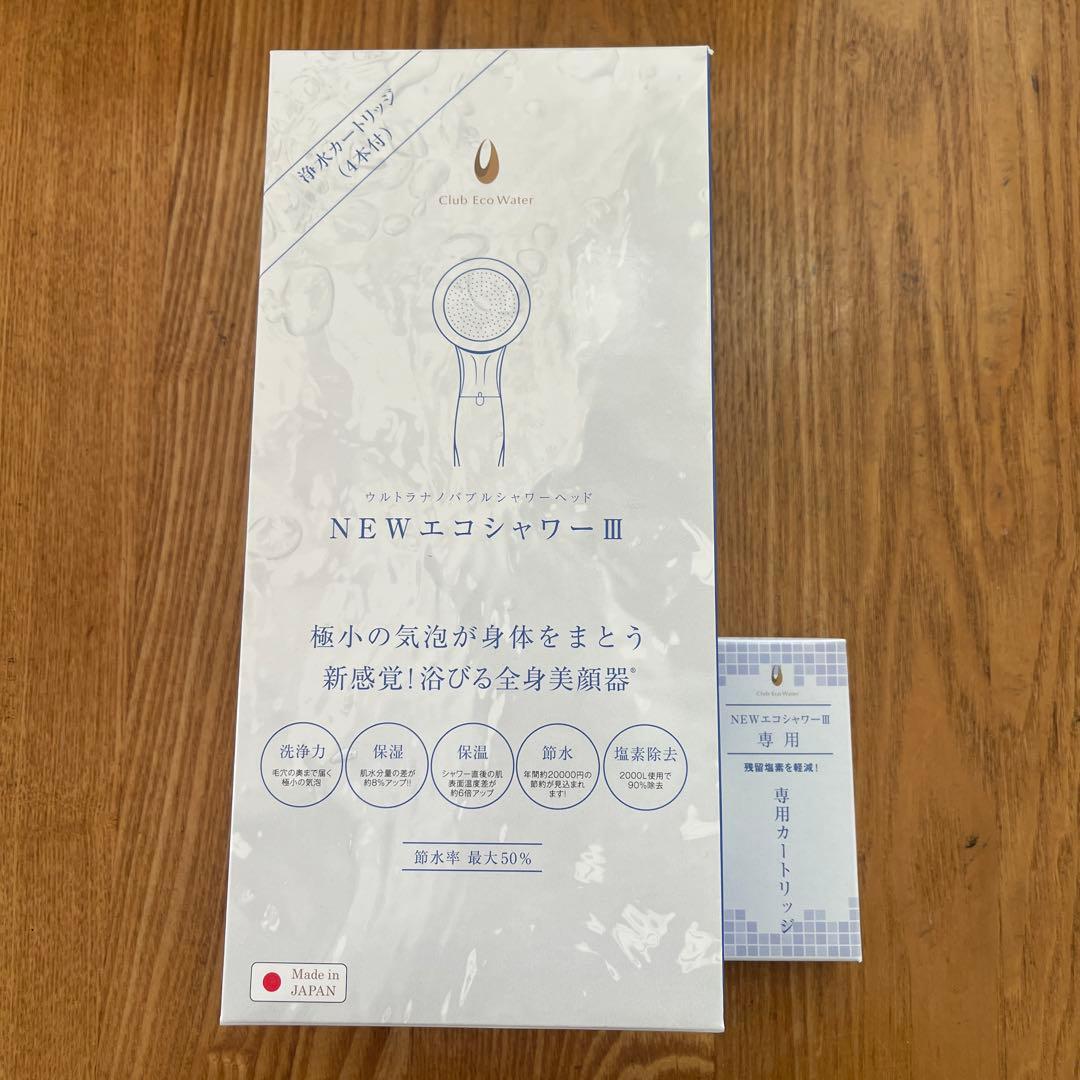 浄水カートリッジ
(4本付)
Club Eco Water
ウルトラナノバブルシャワーヘッド
NEWエコシャワーⅢ
極小の気泡が身体をまとう
新感覚!浴びる全身美顔器®
洗浄力
毛穴の奥まで届く
極小の気泡
保湿
肌水分量の差が
約8%アップ!!
保温
シャワー直後の肌
表面温度差が
約6倍アップ
節水
年間約20000円の
節約が見込まれ
ます!
塩素除去
2000L使用で
90%除去
節水率 最大50%
Made in
JAPAN
Club Eco Water
NEWエコシャワーⅢ
専用
残留塩素を軽減!
専用カートリッジ